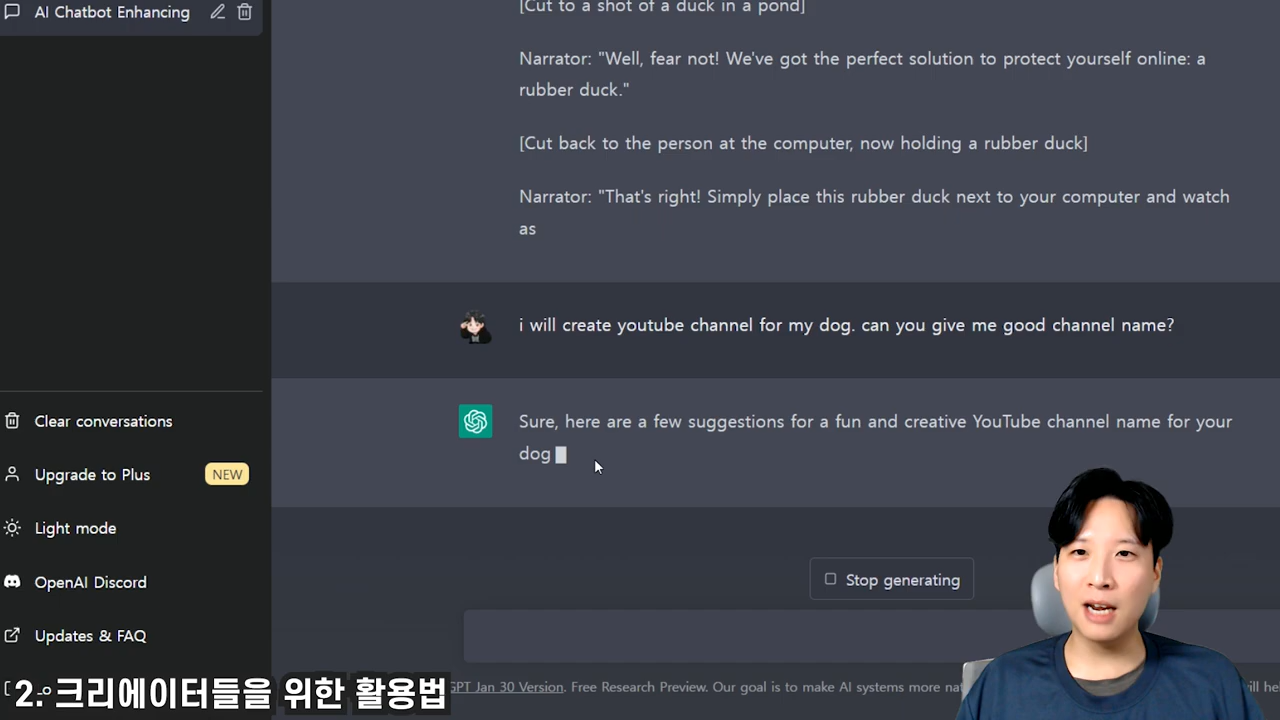 AI Chatbot Enhancing
[Cut to a shot of a duck in a pond]
Narrator: "Well, fear not! We've got the perfect solution to protect yourself online: a
rubber duck."
[Cut back to the person at the computer, now holding a rubber duck]
Narrator: "That's right! Simply place this rubber duck next to your computer and watch
as
i will create youtube channel for my dog. can you give me good channel name?
Sure, here are a few suggestions for a fun and creative YouTube channel name for your
dog
Stop generating
Clear conversations
Upgrade to Plus NEW
Light mode
OpenAI Discord
Updates & FAQ
2. 크리에이터들을 위한 활용법
GPT Jan 30 Version. Free Research Preview. Our goal is to make AI systems more